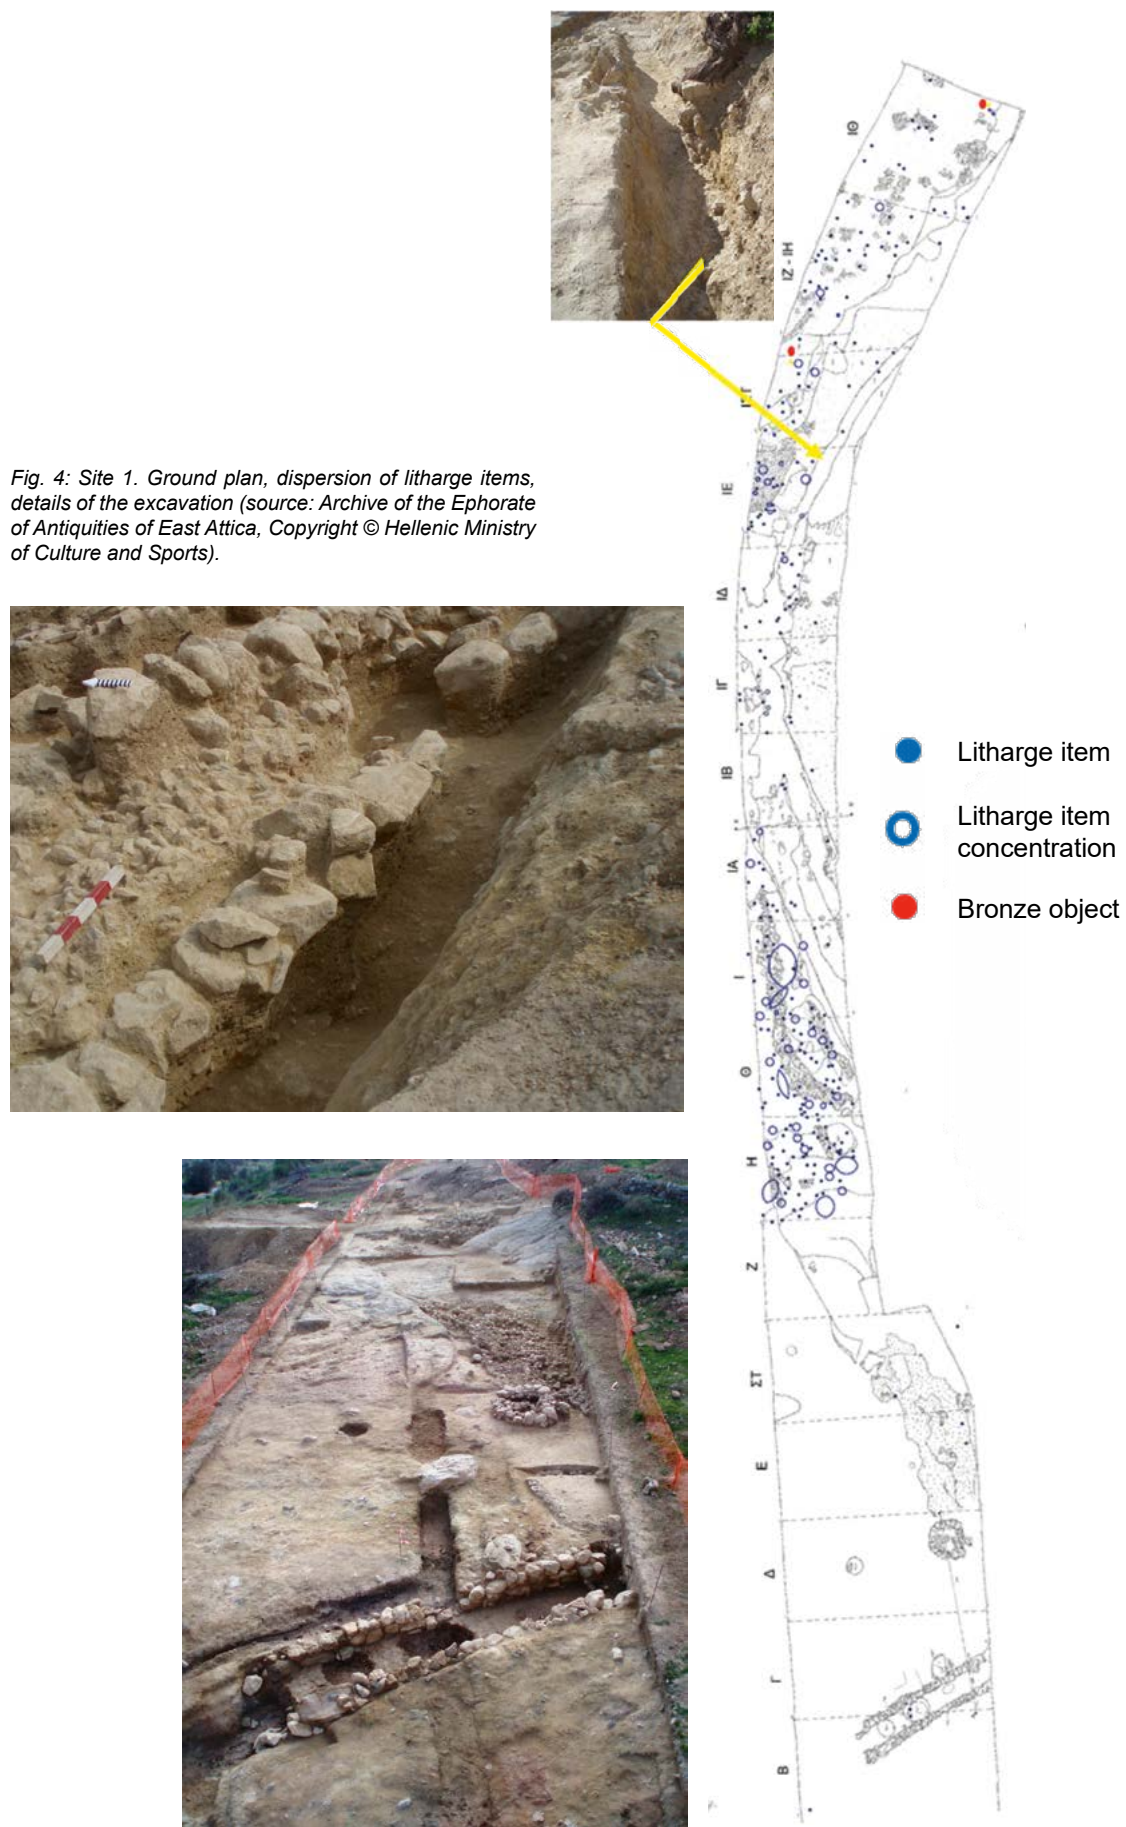 ΙΘ
ΙΖ - ΙΗ
Fig. 4: Site 1. Ground plan, dispersion of litharge items,
details of the excavation (source: Archive of the Ephorate
of Antiquities of East Attica, Copyright © Hellenic Ministry
of Culture and Sports).
ΙΕ
ΙΔ
ΙΓ
ΙΒ
ΙΑ
Ι
Θ
Η
Ζ
ΣΤ
Ε
Δ
Γ
Β
Litharge item
Litharge item
concentration
Bronze object